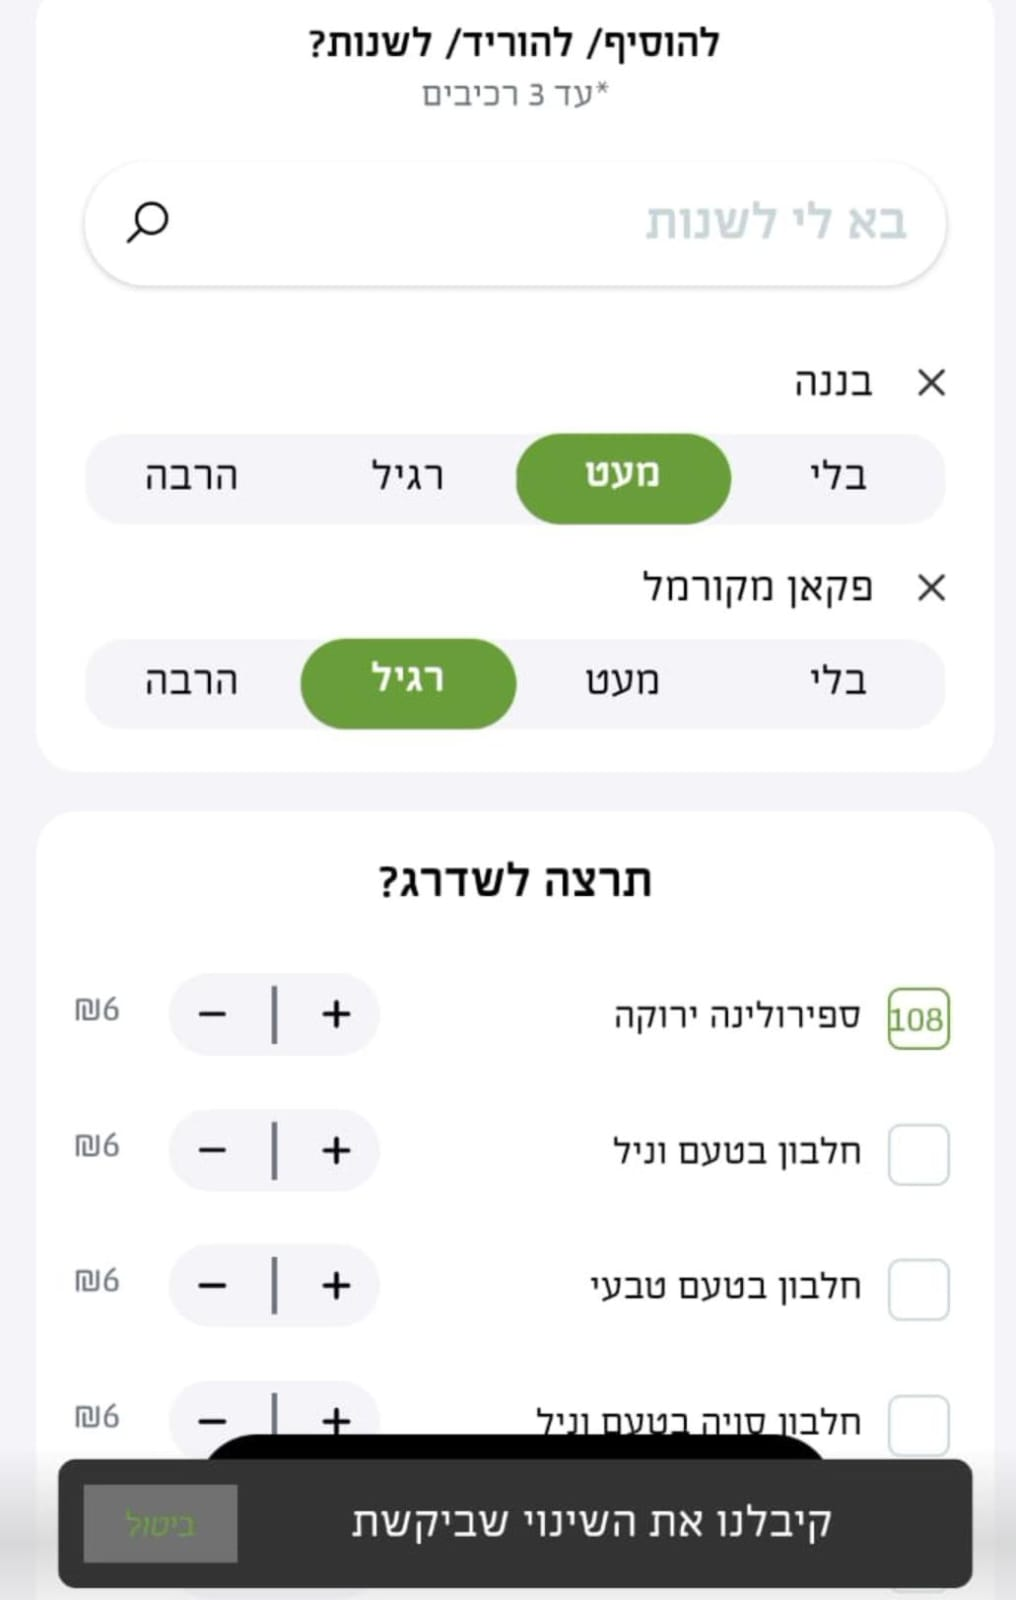 להוסיף/ להוריד/ לשנות?
*עד 3 רכיבים
בא לי לשנות
בננה
בלי מעט רגיל הרבה
פקאן מקורמל
בלי מעט רגיל הרבה
תרצה לשדרג?
108 ספירולינה ירוקה + | − ₪6
חלבון בטעם וניל + | − ₪6
חלבון בטעם טבעי + | − ₪6
חלבון סויה בטעם וניל + | − ₪6
קיבלנו את השינוי שביקשת ביטול